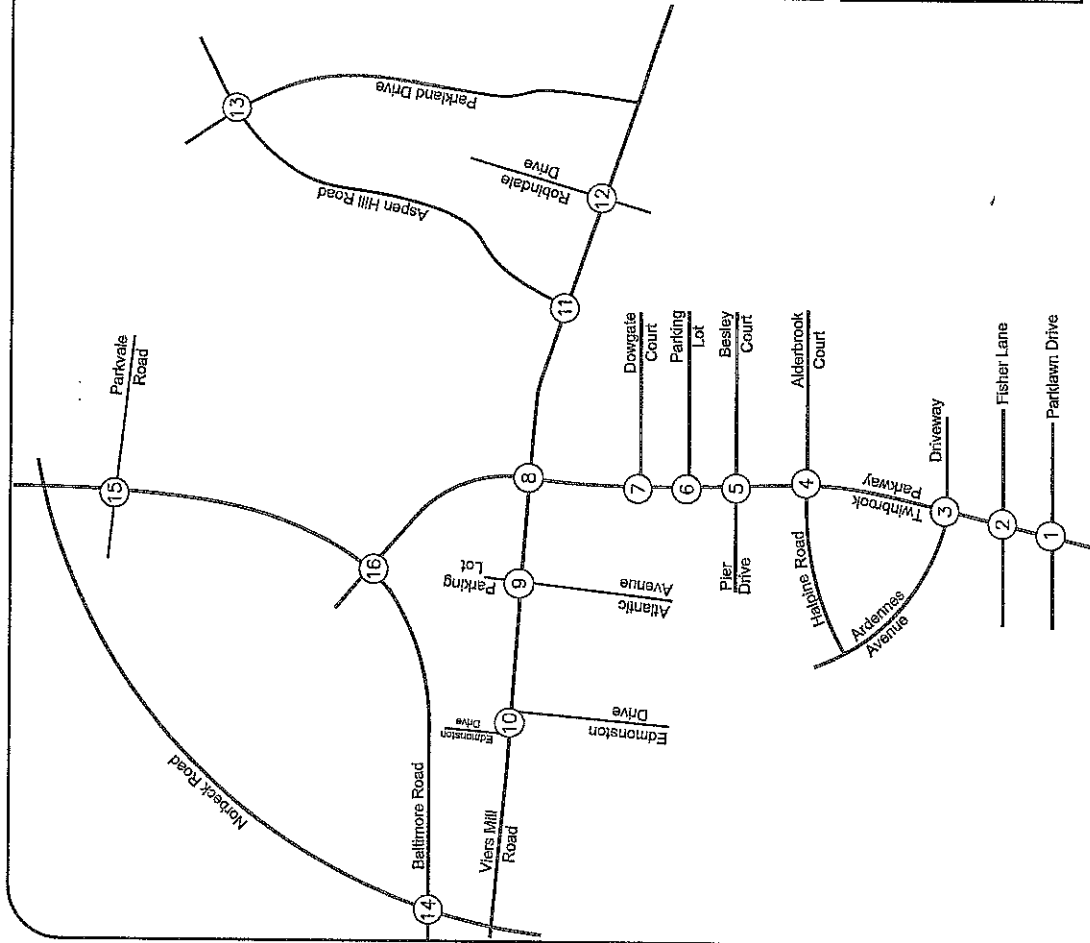 13
Parkland Drive
Aspen Hill Road
Robindale
Drive
12
11
Parkvale
Road
15
16
8
Norbeck Road
Baltimore Road
14
Viers Mill
Road
Edmonston
Drive
10
Edmonston
Drive
Parking
Lot
9
Atlantic
Avenue
Dowgate
Court
7
Parking
Lot
6
Besley
Court
5
Pier
Drive
Alderbrook
Court
4
Halpine Road
Ardennes
Avenue
Twinbrook
Parkway
Driveway
3
Fisher Lane
2
Parklawn Drive
1